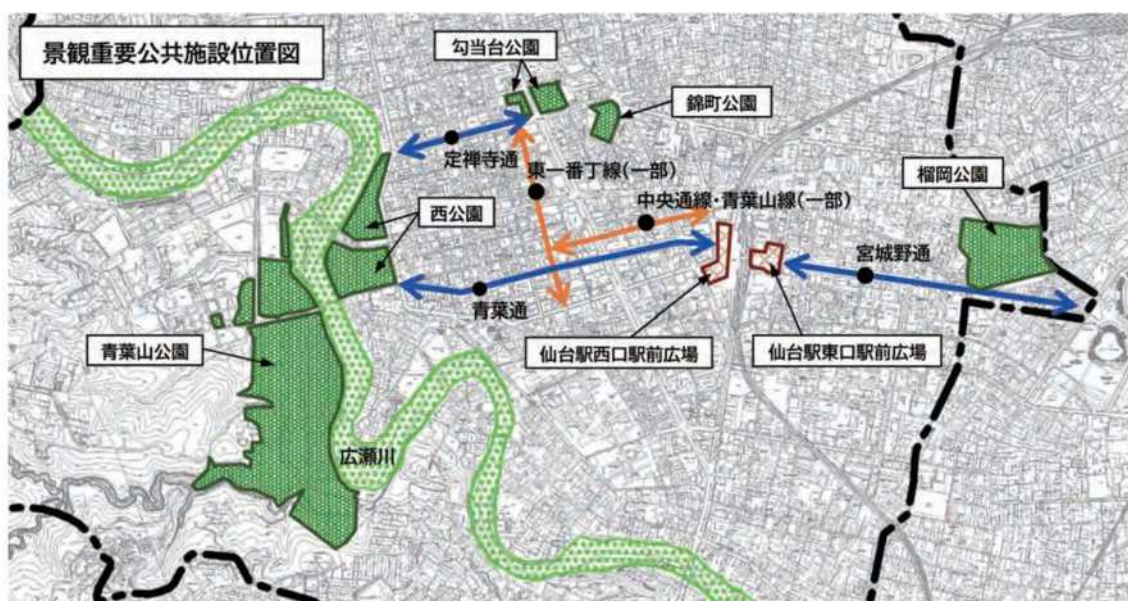 景観重要公共施設位置図
勾当台公園
錦町公園
定禅寺通
東一番丁線(一部)
榴岡公園
西公園
中央通線・青葉山線(一部)
宮城野通
青葉通
青葉山公園
仙台駅西口駅前広場
仙台駅東口駅前広場
広瀬川